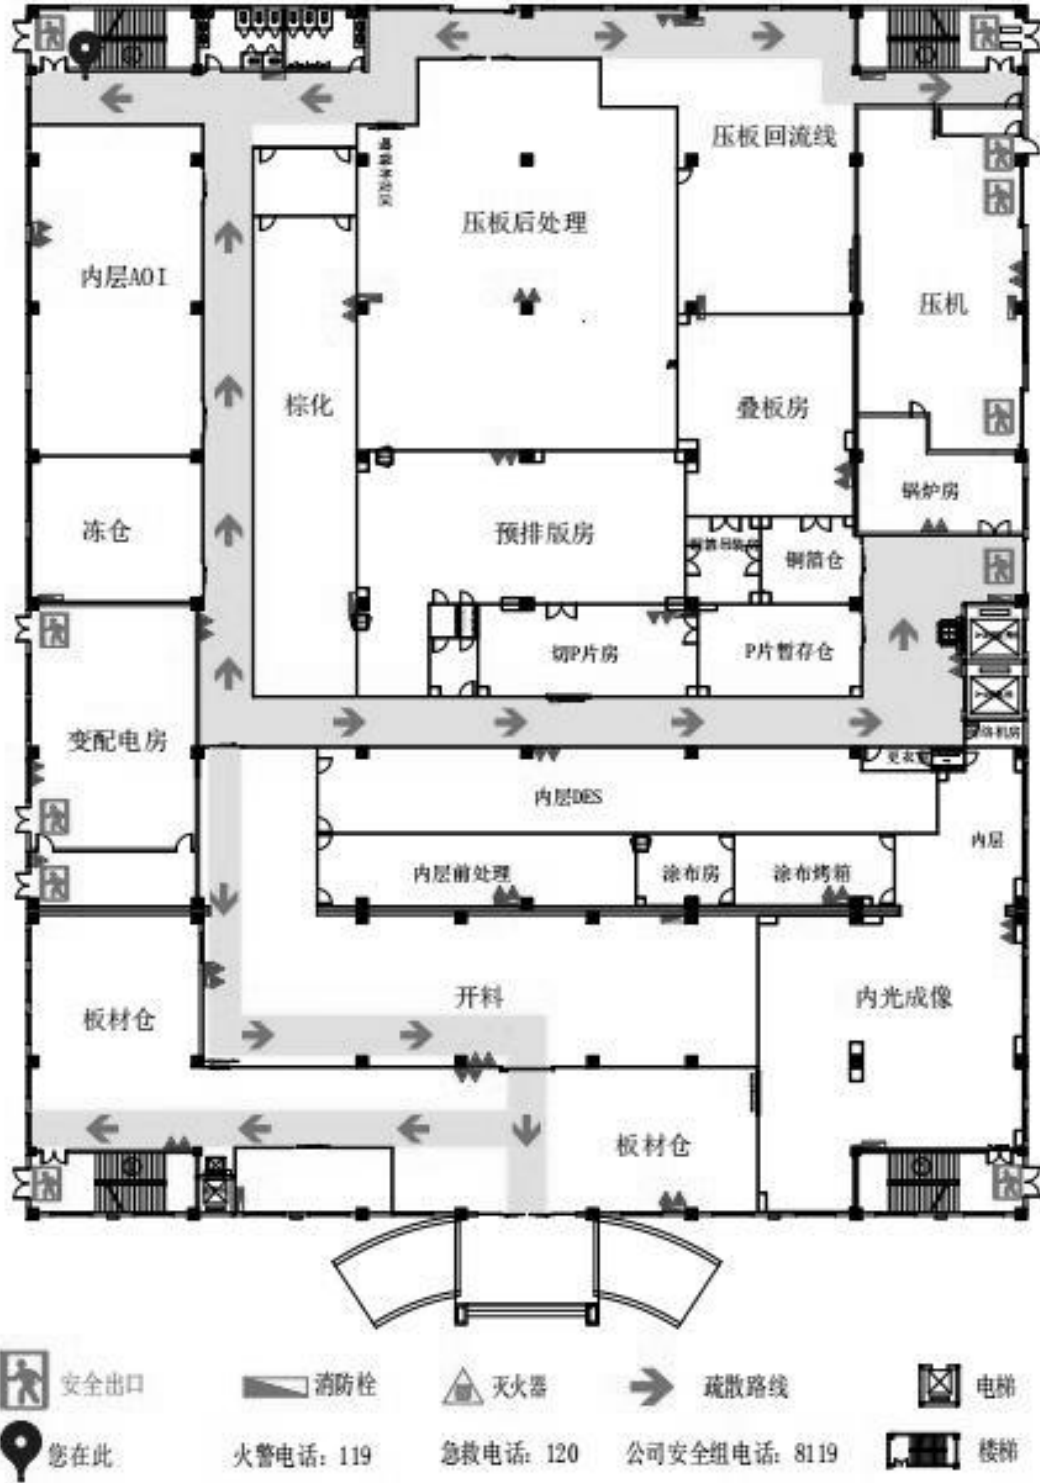 压板回流线
压板后处理
内层AOI
压机
棕化
叠板房
锅炉房
冻仓
预排版房
铜箔仓
切P片房
P片暂存仓
变配电房
更衣
内层DES
内层
内层前处理
涂布房
涂布烤箱
开料
内光成像
板材仓
板材仓
安全出口
消防栓
灭火器
疏散路线
电梯
您在此
火警电话：119
急救电话：120
公司安全组电话：8119
楼梯